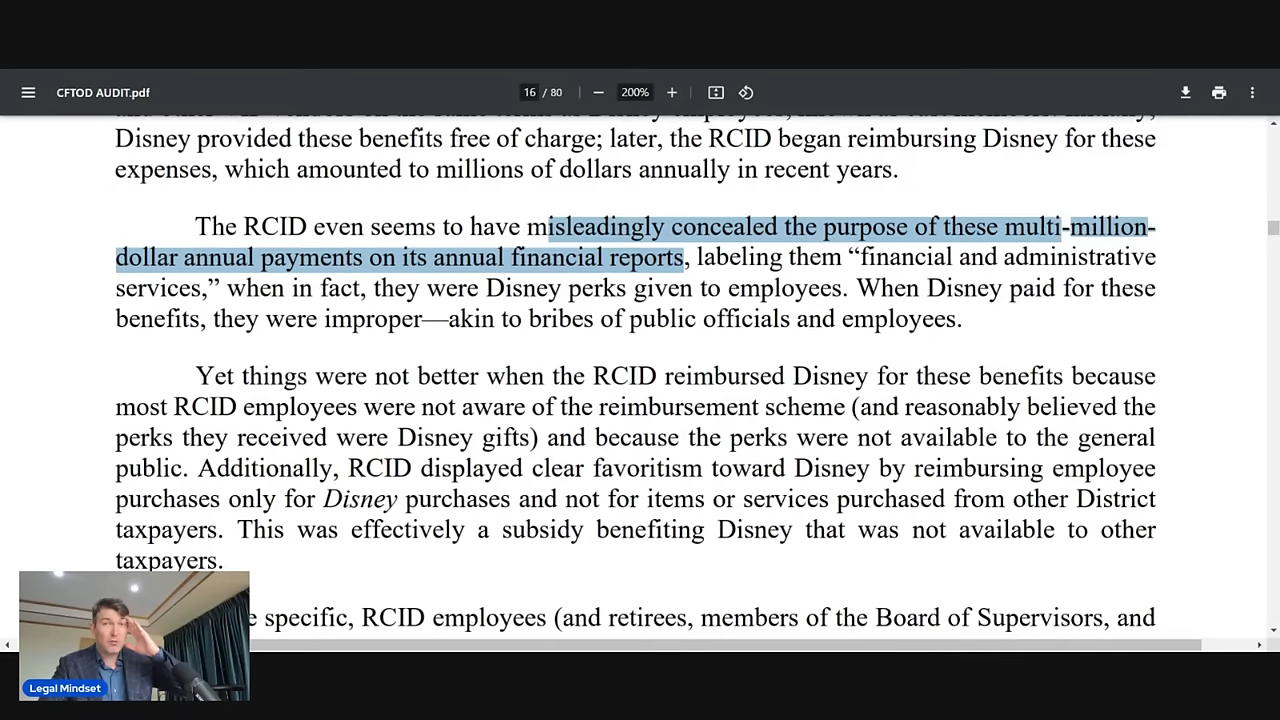 CFTOD AUDIT.pdf
16 / 80
200%
Disney provided these benefits free of charge; later, the RCID began reimbursing Disney for these
expenses, which amounted to millions of dollars annually in recent years.
The RCID even seems to have misleadingly concealed the purpose of these multi-million-
dollar annual payments on its annual financial reports, labeling them “financial and administrative
services,” when in fact, they were Disney perks given to employees. When Disney paid for these
benefits, they were improper—akin to bribes of public officials and employees.
Yet things were not better when the RCID reimbursed Disney for these benefits because
most RCID employees were not aware of the reimbursement scheme (and reasonably believed the
perks they received were Disney gifts) and because the perks were not available to the general
public. Additionally, RCID displayed clear favoritism toward Disney by reimbursing employee
purchases only for Disney purchases and not for items or services purchased from other District
taxpayers. This was effectively a subsidy benefiting Disney that was not available to other
taxpayers.
specific, RCID employees (and retirees, members of the Board of Supervisors, and
Legal Mindset